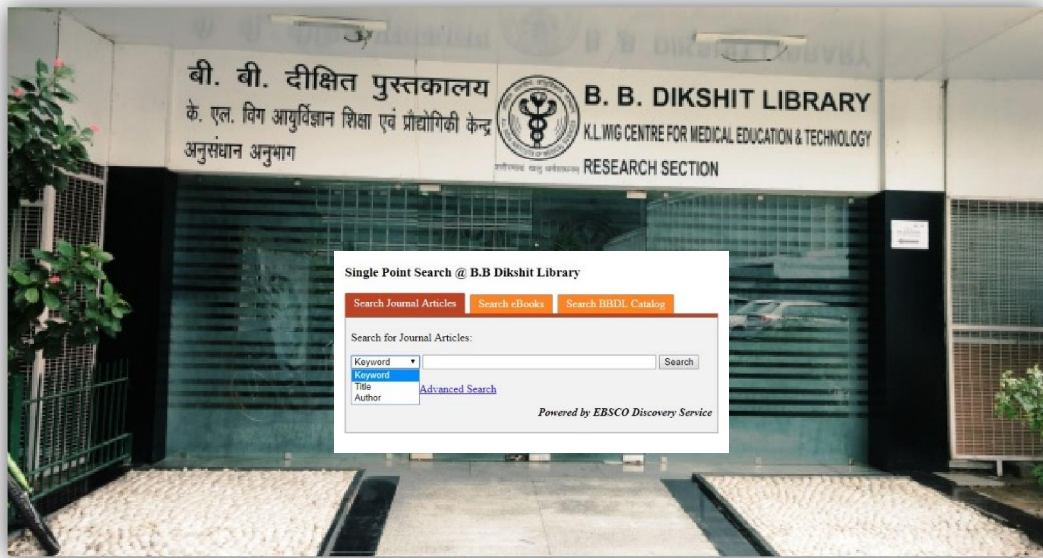 बी. बी. दीक्षित पुस्तकालय
के. एल. विग आयुर्विज्ञान शिक्षा एवं प्रौद्योगिकी केन्द्र
अनुसंधान अनुभाग
B. B. DIKSHIT LIBRARY
K.L.WIG CENTRE FOR MEDICAL EDUCATION & TECHNOLOGY
RESEARCH SECTION
Single Point Search @ B.B Dikshit Library
Search Journal Articles Search eBooks Search BBDL Catalog
Search for Journal Articles:
Keyword Search
Keyword
Title
Author
Advanced Search
Powered by EBSCO Discovery Service